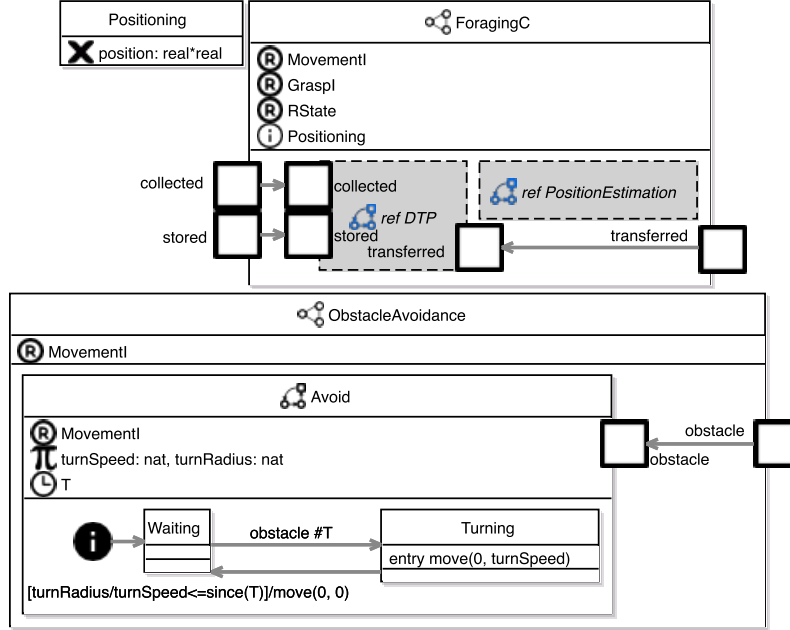 Positioning
position: real*real
ForagingC
R MovementI
R GraspI
R RState
i Positioning
collected
collected
ref DTP
ref PositionEstimation
stored
stored
transferred
transferred
ObstacleAvoidance
R MovementI
Avoid
R MovementI
π turnSpeed: nat, turnRadius: nat
T
obstacle
obstacle
i
Waiting
obstacle #T
Turning
entry move(0, turnSpeed)
[turnRadius/turnSpeed<=since(T)]/move(0, 0)